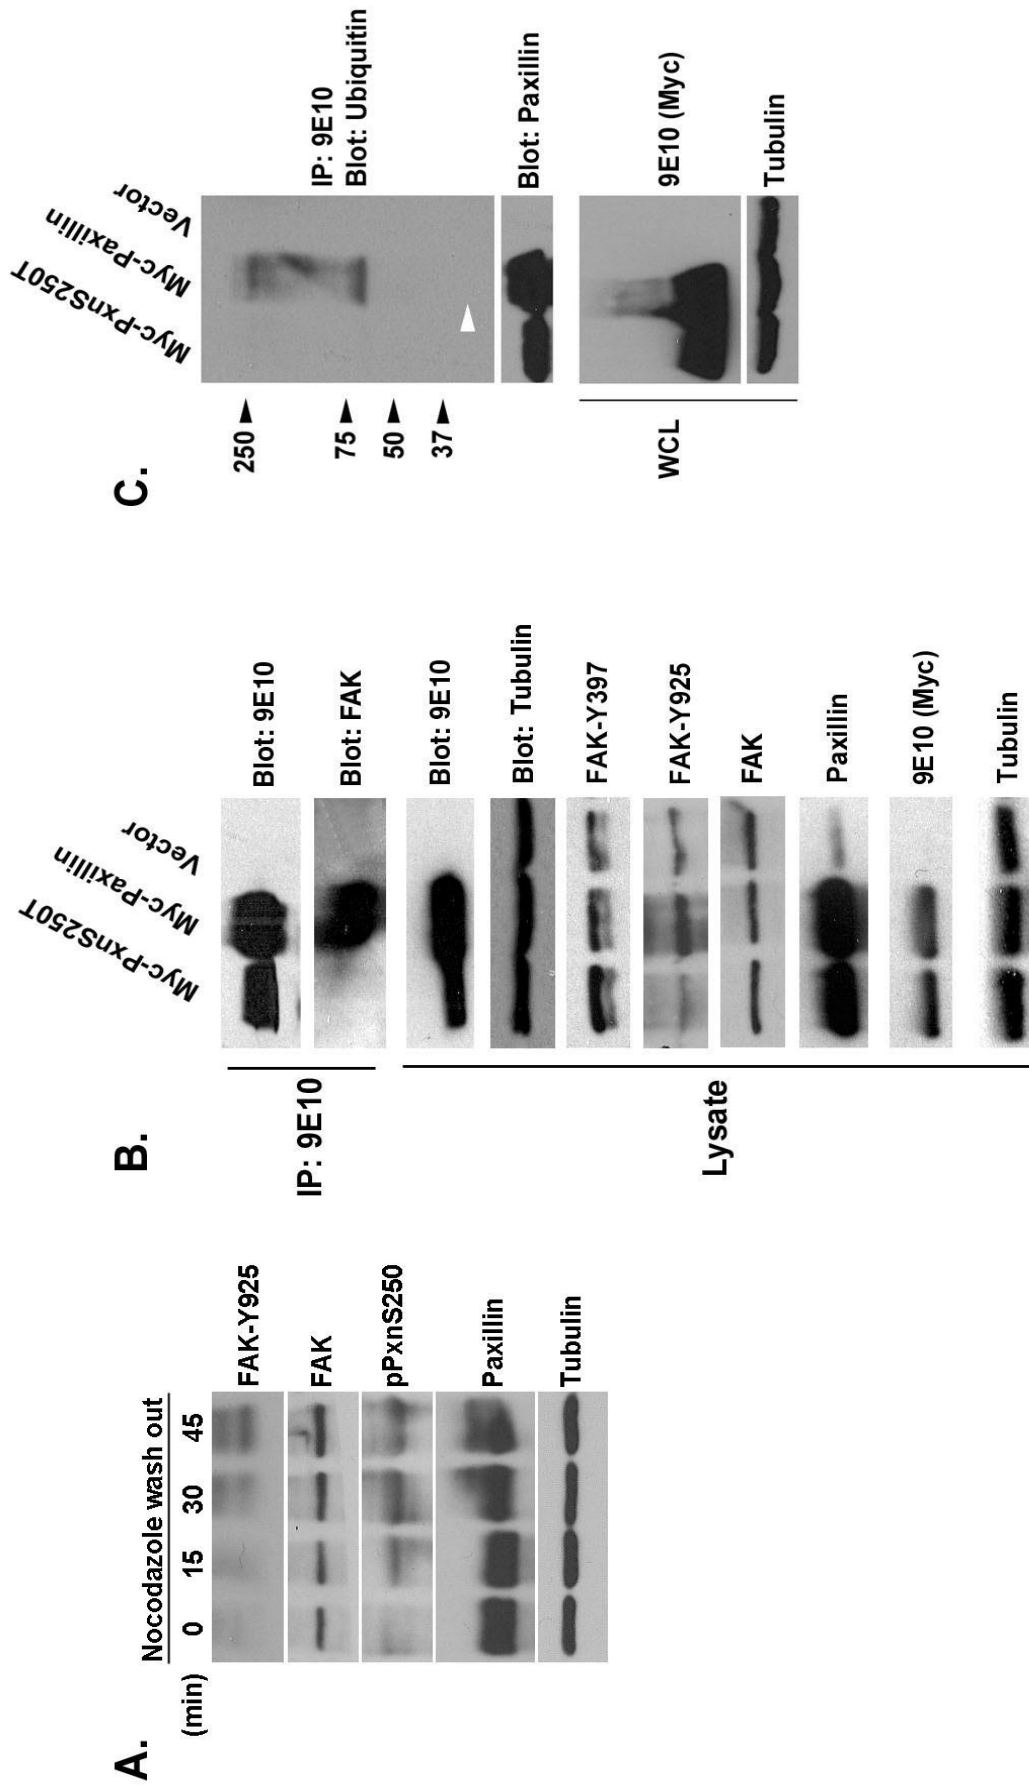 A.
Nocodazole wash out
(min) 0 15 30 45
FAK-Y925
FAK
pPxnS250
Paxillin
Tubulin
B.
Myc-PxnS250T
Myc-Paxillin
Vector
IP: 9E10
Blot: 9E10
Blot: FAK
Lysate
Blot: 9E10
Blot: Tubulin
FAK-Y397
FAK-Y925
FAK
Paxillin
9E10 (Myc)
Tubulin
C.
Myc-PxnS250T
Myc-Paxillin
Vector
250
75
50
37
IP: 9E10
Blot: Ubiquitin
Blot: Paxillin
WCL
9E10 (Myc)
Tubulin